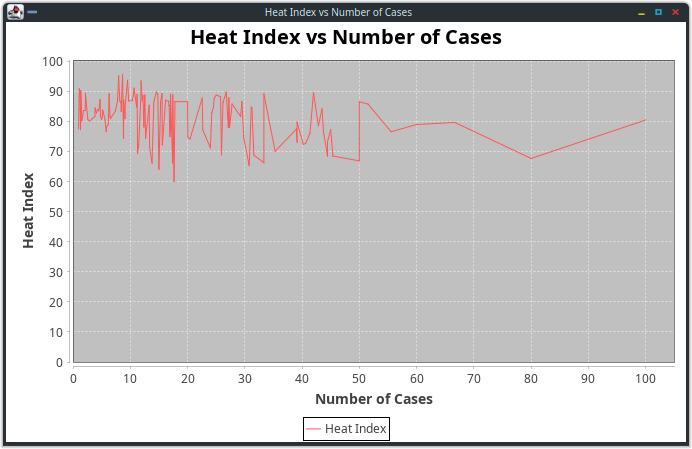 Heat Index vs Number of Cases
Heat Index vs Number of Cases
100
90
80
70
60
50
40
30
20
10
0
Heat Index
0 10 20 30 40 50 60 70 80 90 100
Number of Cases
Heat Index